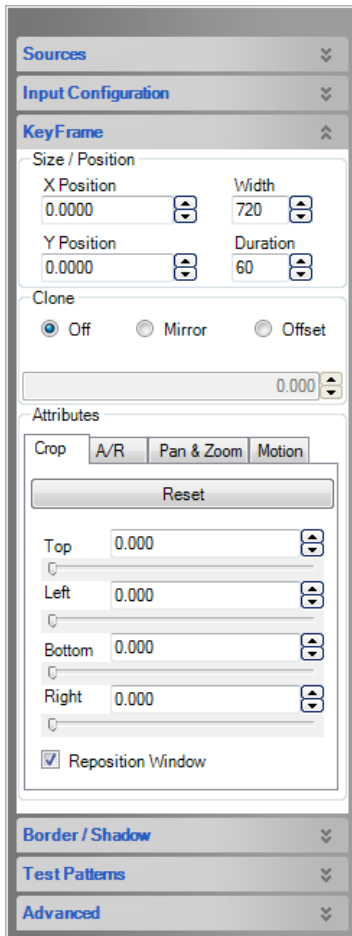 Sources
Input Configuration
KeyFrame
Size / Position
X Position Width
0.0000 720
Y Position Duration
0.0000 60
Clone
Off Mirror Offset
0.000
Attributes
Crop A/R Pan & Zoom Motion
Reset
Top 0.000
Left 0.000
Bottom 0.000
Right 0.000
Reposition Window
Border / Shadow
Test Patterns
Advanced